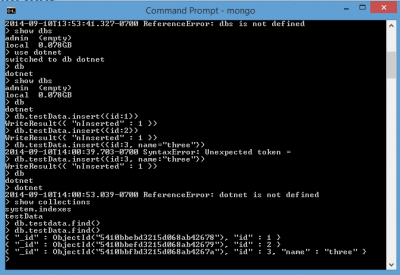 Command Prompt - mongo
2014-09-10T13:53:41.327-0700 ReferenceError: dbs is not defined
> show dbs
admin (empty)
local 0.078GB
> use dotnet
switched to db dotnet
> db
dotnet
> show dbs
admin (empty)
local 0.078GB
> db
dotnet
> db.testData.insert({id:1})
WriteResult({ "nInserted" : 1 })
> db.testData.insert({id:2})
WriteResult({ "nInserted" : 1 })
> db.testData.insert({id:3, name="three"})
2014-09-10T14:00:39.703-0700 SyntaxError: Unexpected token =
> db.testData.insert({id:3, name:"three"})
WriteResult({ "nInserted" : 1 })
> db
dotnet
> dotnet
2014-09-10T14:00:53.039-0700 ReferenceError: dotnet is not defined
> show collections
system.indexes
testData
> db.testdata.find()
> db.testData.find()
{ "_id" : ObjectId("5410bbefd3215d068ab42678"), "id" : 1 }
{ "_id" : ObjectId("5410bbefd3215d068ab42679"), "id" : 2 }
{ "_id" : ObjectId("5410bbfd3215d068ab4267a"), "id" : 3, "name" : "three" }
>